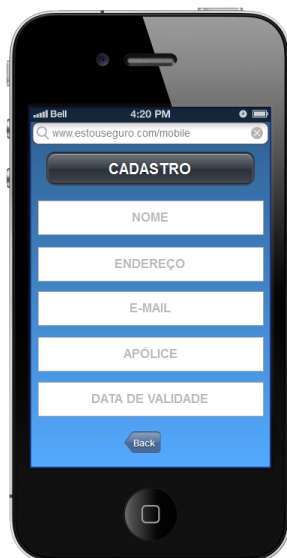 Bell 4:20 PM
www.estouseguro.com/mobile
CADASTRO
NOME
ENDEREÇO
E-MAIL
APÓLICE
DATA DE VALIDADE
Back